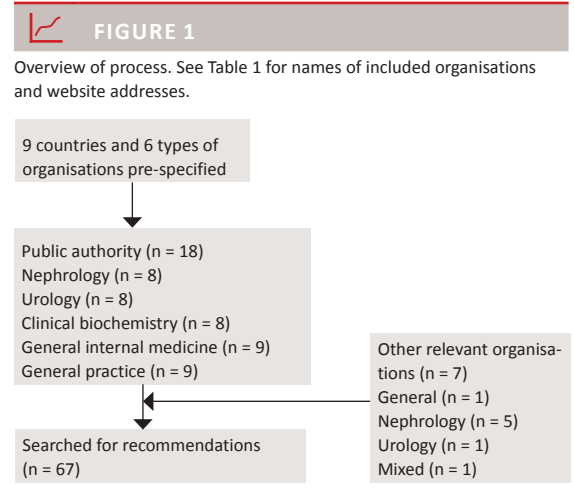 FIGURE 1
Overview of process. See Table 1 for names of included organisations
and website addresses.
9 countries and 6 types of
organisations pre-specified
Public authority (n = 18)
Nephrology (n = 8)
Urology (n = 8)
Clinical biochemistry (n = 8)
General internal medicine (n = 9)
General practice (n = 9)
Other relevant organisa-
tions (n = 7)
General (n = 1)
Nephrology (n = 5)
Urology (n = 1)
Mixed (n = 1)
Searched for recommendations
(n = 67)